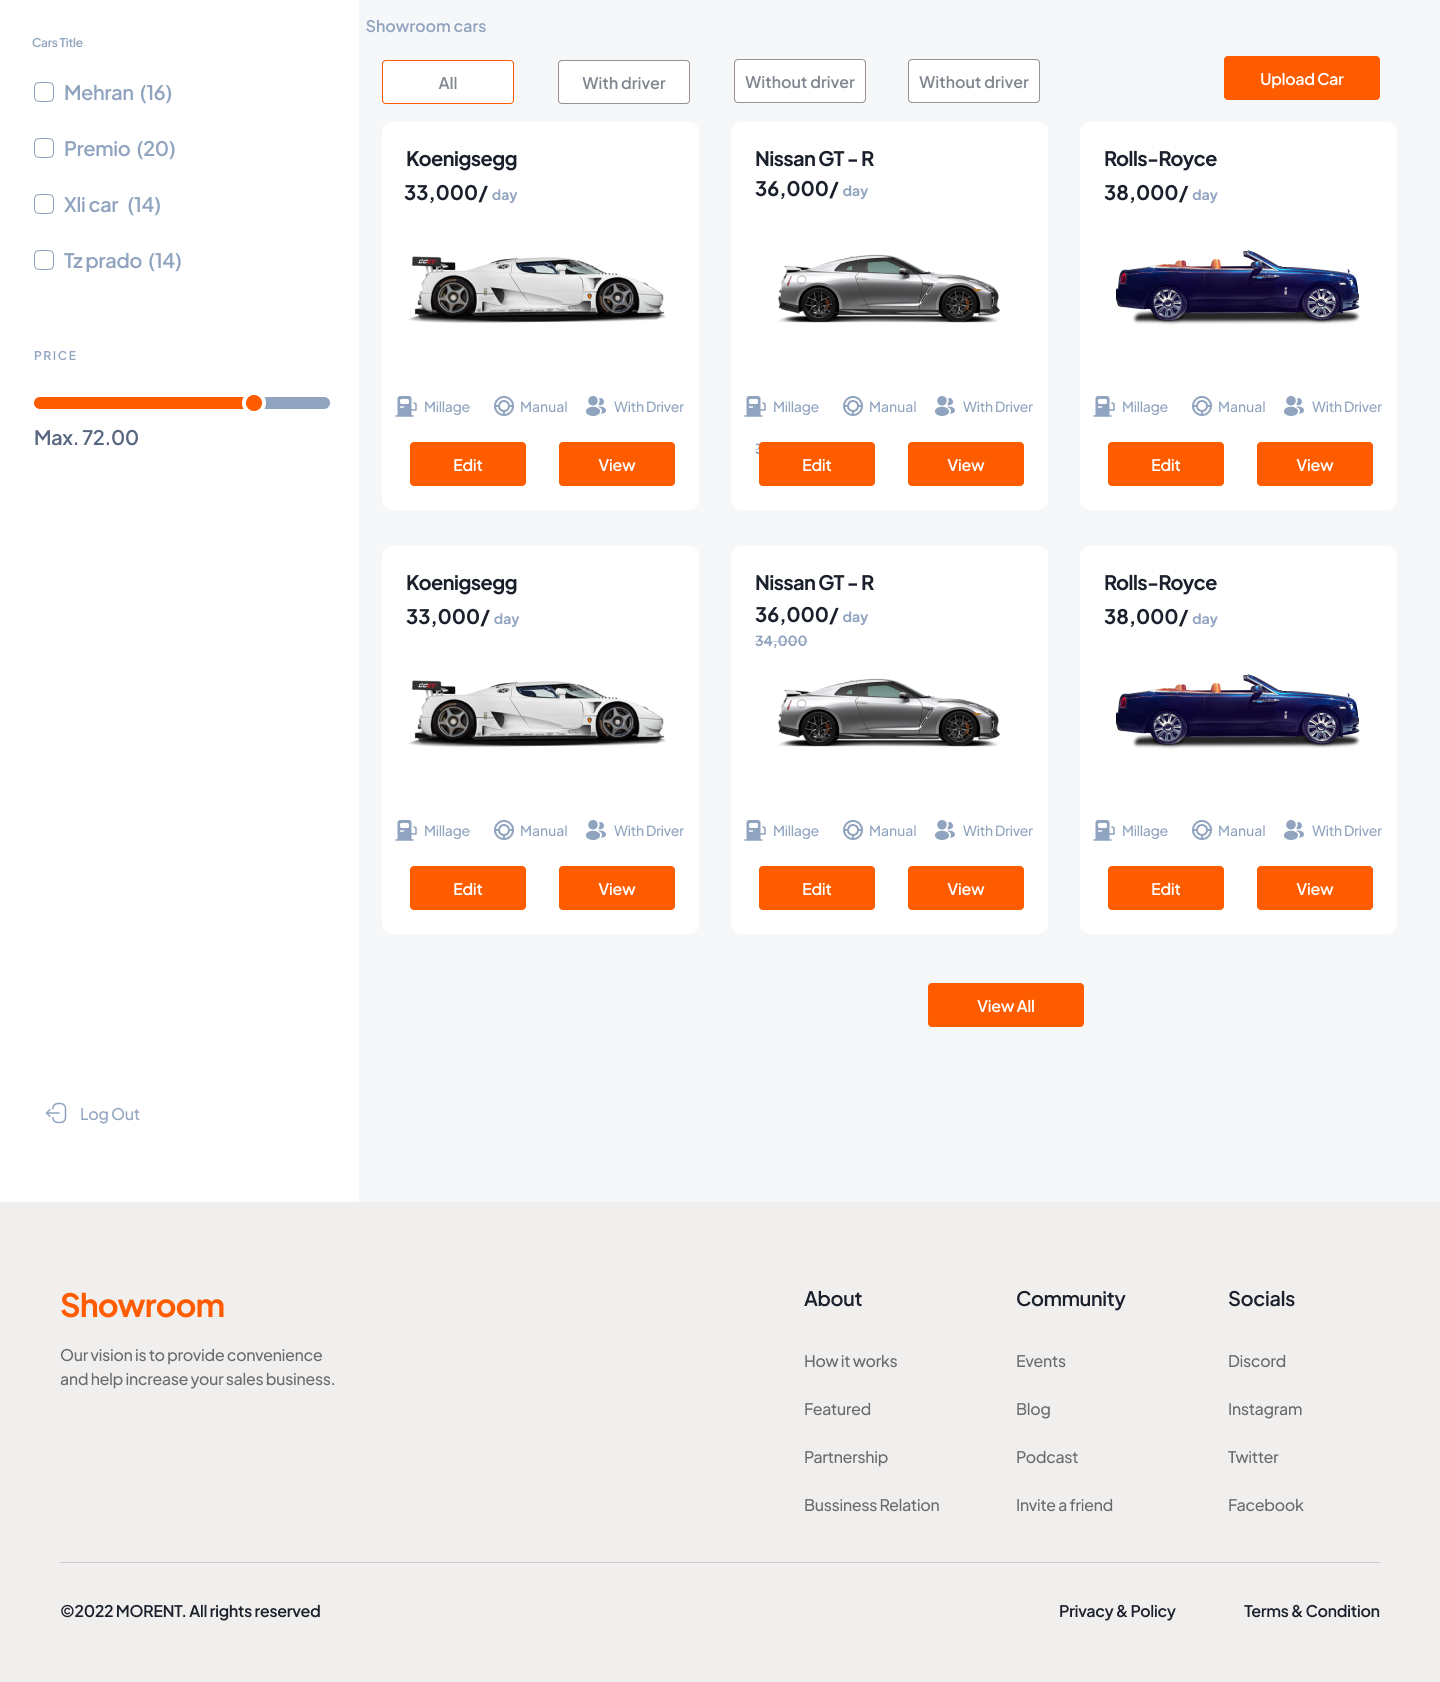 Cars Title
Mehran (16)
Premio (20)
Xli car (14)
Tz prado (14)
PRICE
Max. 72.00
Log Out
Showroom cars
All
With driver
Without driver
Without driver
Upload Car
Koenigsegg
33,000/ day
Millage
Manual
With Driver
Edit
View
Nissan GT - R
36,000/ day
Millage
Manual
With Driver
Edit
View
Rolls-Royce
38,000/ day
Millage
Manual
With Driver
Edit
View
Koenigsegg
33,000/ day
Millage
Manual
With Driver
Edit
View
Nissan GT - R
36,000/ day
34,000
Millage
Manual
With Driver
Edit
View
Rolls-Royce
38,000/ day
Millage
Manual
With Driver
Edit
View
View All
Showroom
Our vision is to provide convenience
and help increase your sales business.
About
How it works
Featured
Partnership
Bussiness Relation
Community
Events
Blog
Podcast
Invite a friend
Socials
Discord
Instagram
Twitter
Facebook
©2022 MORENT. All rights reserved
Privacy & Policy
Terms & Condition